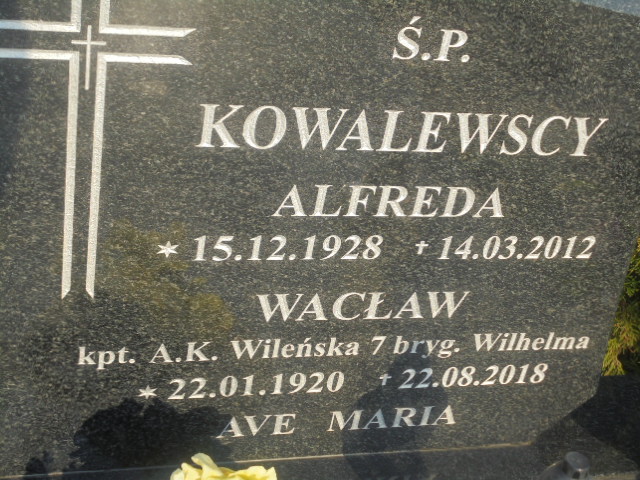 Ś.P.
KOWALEWSCY
ALFREDA
✶ 15.12.1928 † 14.03.2012
WACŁAW
kpt. A.K. Wileńska 7 bryg. Wilhelma
✶ 22.01.1920 † 22.08.2018
AVE MARIA